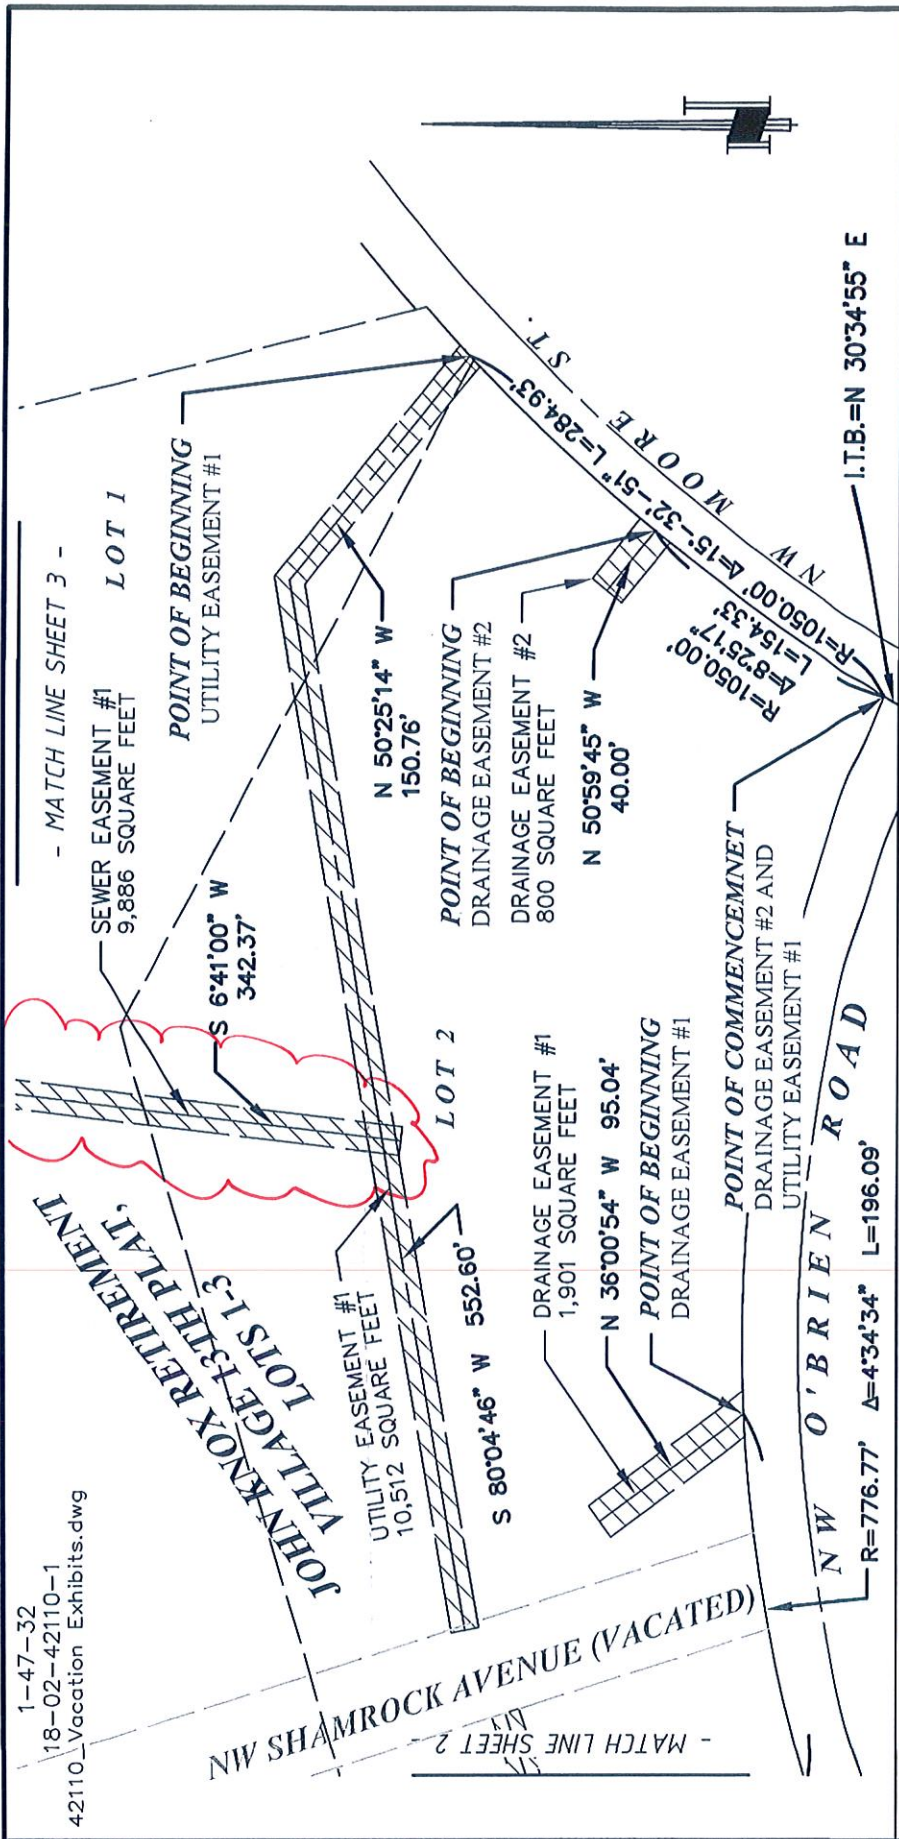 1-47-32
18-02-42110-1
42110_Vacation Exhibits.dwg
- MATCH LINE SHEET 3 -
LOT 1
SEWER EASEMENT #1
9,886 SQUARE FEET
S 6°41'00" W
342.37'
POINT OF BEGINNING
UTILITY EASEMENT #1
JOHN KNOX RETIREMENT
VILLAGE 13TH PLAT,
LOTS 1-3
UTILITY EASEMENT #1
10,512 SQUARE FEET
S 80°04'46" W 552.60'
LOT 2
N 50°25'14" W
150.76'
POINT OF BEGINNING
DRAINAGE EASEMENT #2
DRAINAGE EASEMENT #2
800 SQUARE FEET
N 50°59'45" W
40.00'
DRAINAGE EASEMENT #1
1,901 SQUARE FEET
N 36°00'54" W 95.04'
POINT OF BEGINNING
DRAINAGE EASEMENT #1
POINT OF COMMENCEMNET
DRAINAGE EASEMENT #2 AND
UTILITY EASEMENT #1
NW SHAMROCK AVENUE (VACATED)
- MATCH LINE SHEET 2 -
NW O'BRIEN ROAD
R=776.77' Δ=4°34'34" L=196.09'
NW MOORE ST.
R=1050.00' Δ=15°-32'-51" L=284.93'
R=1050.00'
Δ=8°25'17"
L=154.33'
I.T.B.=N 30°34'55" E